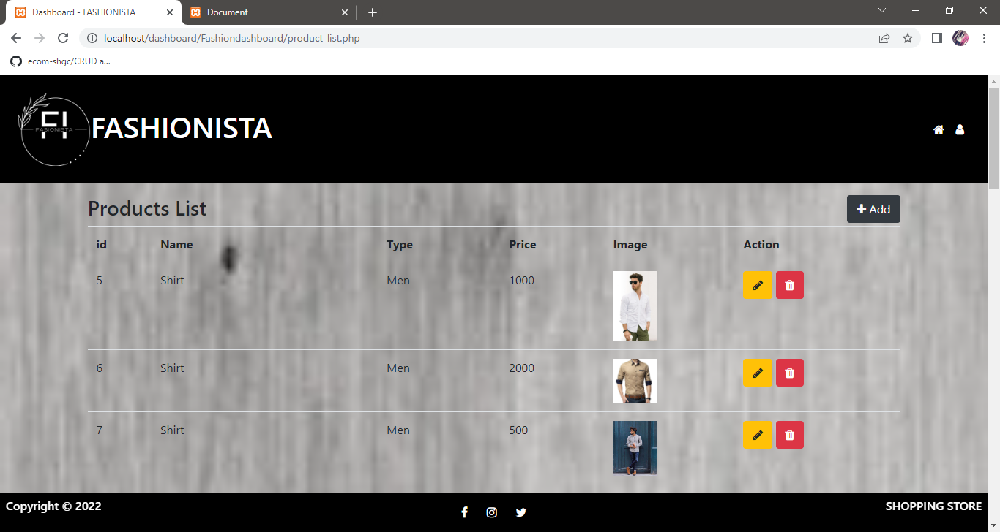 Dashboard - FASHIONISTA
Document
localhost/dashboard/Fashiondashboard/product-list.php
ecom-shgc/CRUD a...
FASIONISTA
FASHIONISTA
Products List
Add
id Name Type Price Image Action
5 Shirt Men 1000
6 Shirt Men 2000
7 Shirt Men 500
Copyright © 2022
SHOPPING STORE